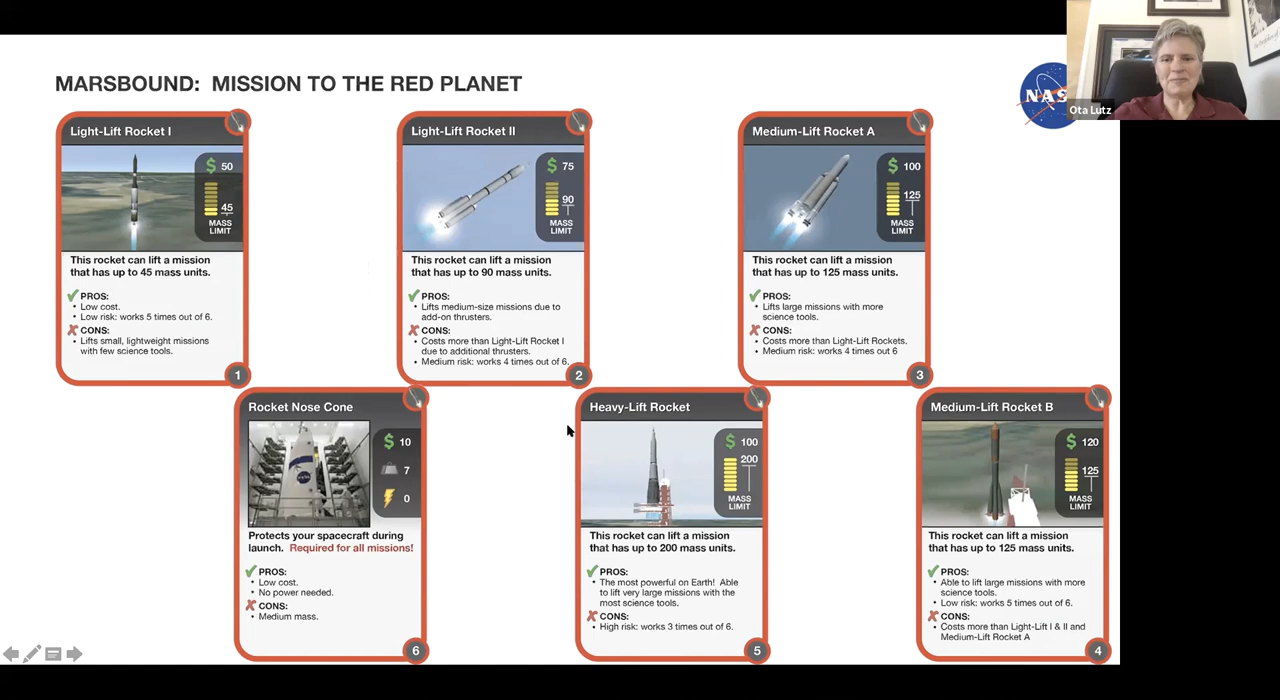 MARSBOUND: MISSION TO THE RED PLANET
NAS
Ota Lutz
Light-Lift Rocket I
$ 50
45
MASS
LIMIT
This rocket can lift a mission
that has up to 45 mass units.
PROS:
• Low cost.
• Low risk: works 5 times out of 6.
CONS:
• Lifts small, lightweight missions
with few science tools.
1
Light-Lift Rocket II
$ 75
90
MASS
LIMIT
This rocket can lift a mission
that has up to 90 mass units.
PROS:
• Lifts medium-size missions due to
add-on thrusters.
CONS:
• Costs more than Light-Lift Rocket I
due to additional thrusters.
• Medium risk: works 4 times out of 6.
2
Medium-Lift Rocket A
$ 100
125
MASS
LIMIT
This rocket can lift a mission
that has up to 125 mass units.
PROS:
• Lifts large missions with more
science tools.
CONS:
• Costs more than Light-Lift Rockets.
• Medium risk: works 4 times out 6
3
Rocket Nose Cone
$ 10
7
0
Protects your spacecraft during
launch. Required for all missions!
PROS:
• Low cost.
• No power needed.
CONS:
• Medium mass.
6
Heavy-Lift Rocket
$ 100
200
MASS
LIMIT
This rocket can lift a mission
that has up to 200 mass units.
PROS:
• The most powerful on Earth! Able
to lift very large missions with the
most science tools.
CONS:
• High risk: works 3 times out of 6.
5
Medium-Lift Rocket B
$ 120
125
MASS
LIMIT
This rocket can lift a mission
that has up to 125 mass units.
PROS:
• Able to lift large missions with more
science tools.
• Low risk: works 5 times out of 6.
CONS:
• Costs more than Light-Lift I & II and
Medium-Lift Rocket A
4